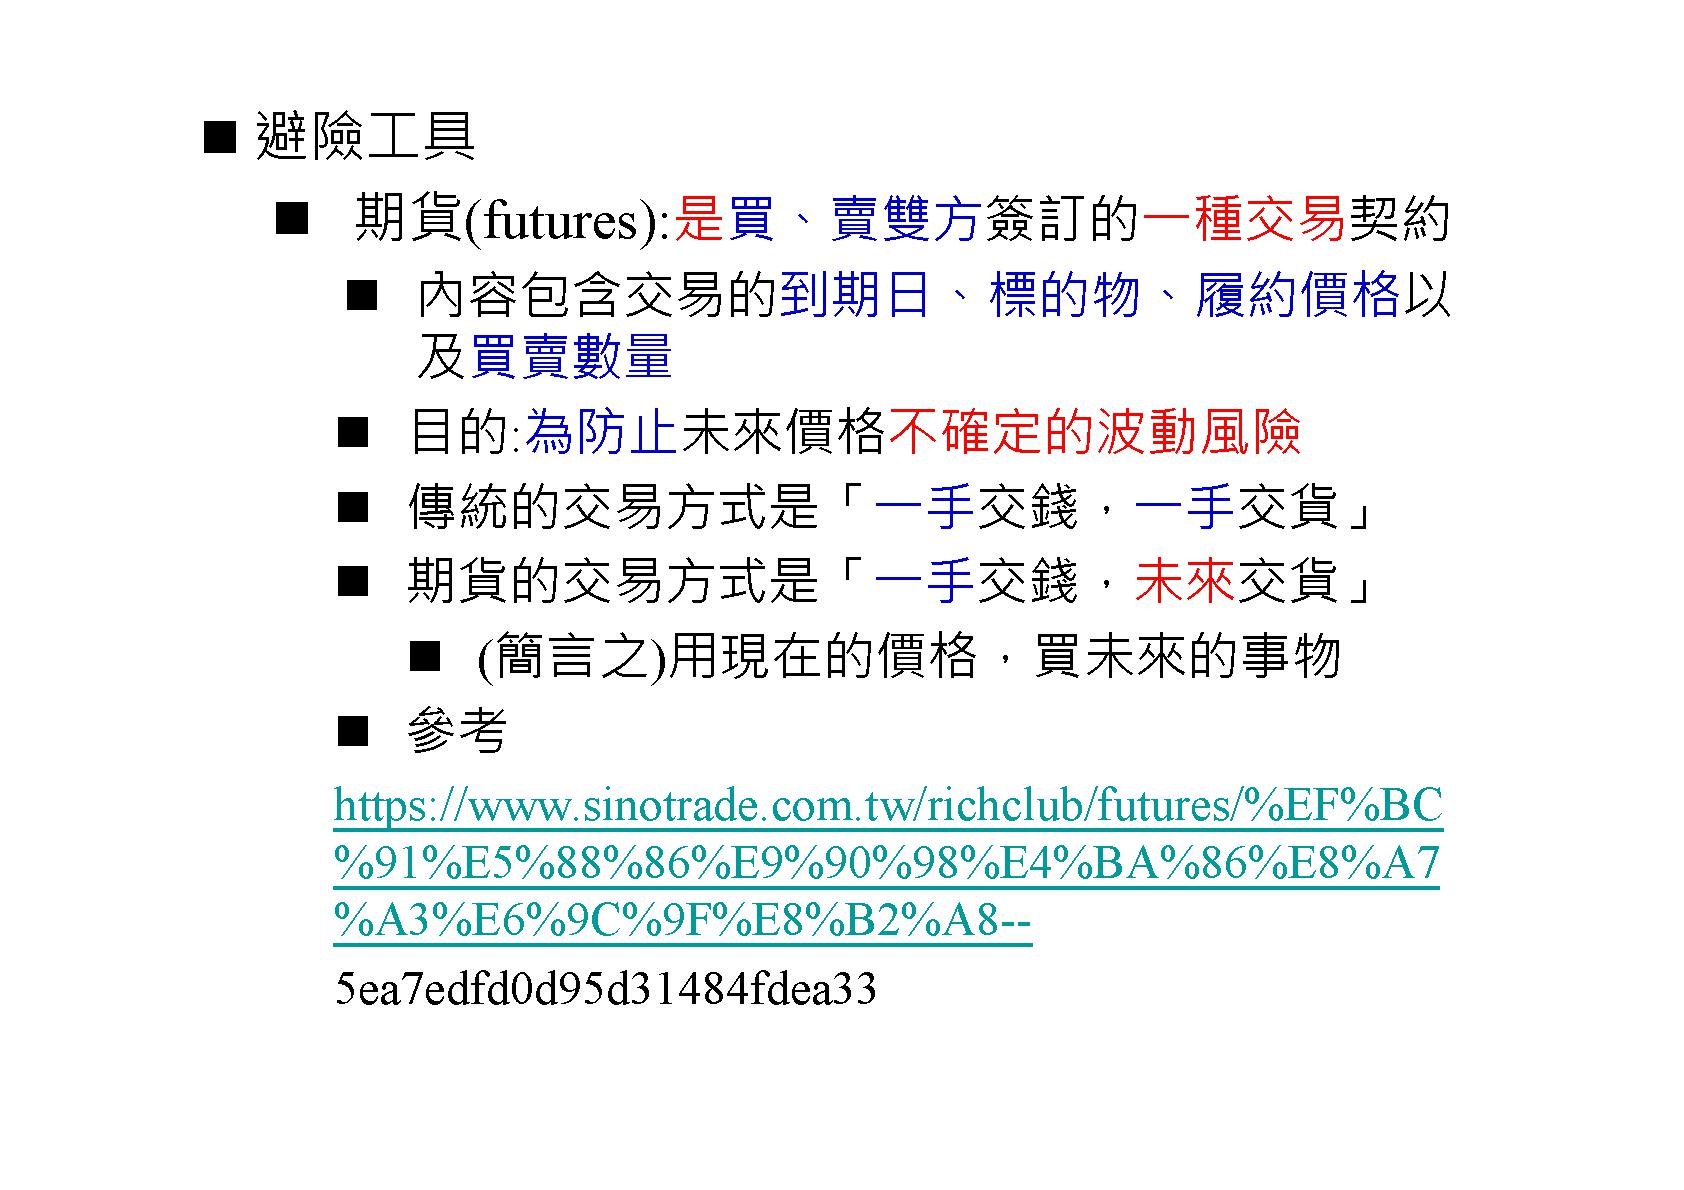 ■ 避險工具
■ 期貨(futures):是買、賣雙方簽訂的一種交易契約
■ 內容包含交易的到期日、標的物、履約價格以
及買賣數量
■ 目的:為防止未來價格不確定的波動風險
■ 傳統的交易方式是「一手交錢，一手交貨」
■ 期貨的交易方式是「一手交錢，未來交貨」
■ (簡言之)用現在的價格，買未來的事物
■ 參考
https://www.sinotrade.com.tw/richclub/futures/%EF%BC
%91%E5%88%86%E9%90%98%E4%BA%86%E8%A7
%A3%E6%9C%9F%E8%B2%A8--
5ea7edfd0d95d31484fdea33